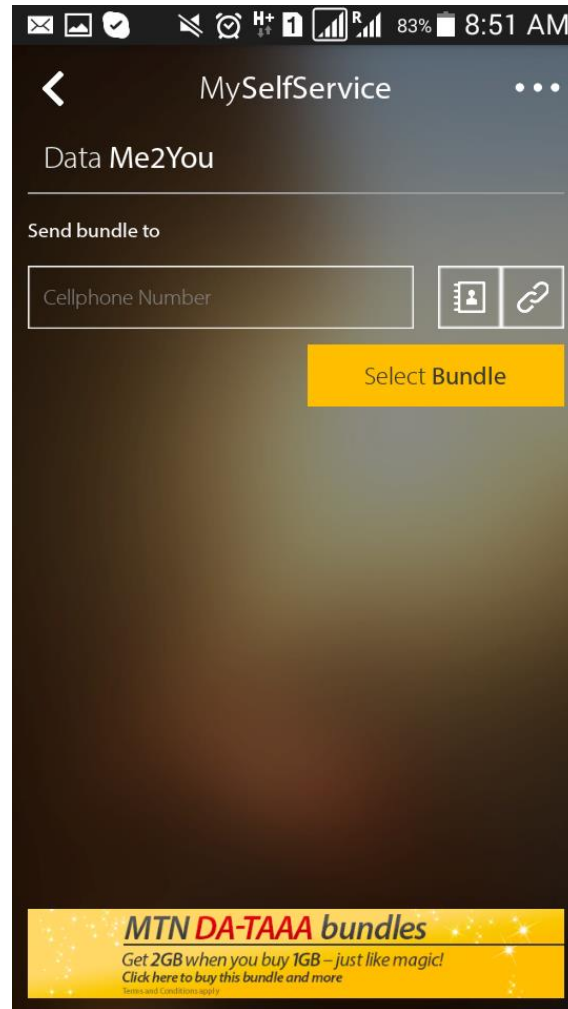 H+ 1 R 83% 8:51 AM
MySelfService
Data Me2You
Send bundle to
Cellphone Number
Select Bundle
MTN DA-TAAA bundles
Get 2GB when you buy 1GB – just like magic!
Click here to buy this bundle and more
Terms and Conditions apply